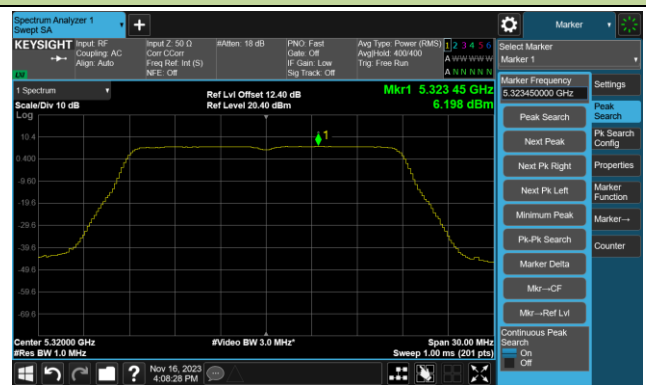 Spectrum Analyzer 1
Swept SA
Marker
KEYSIGHT
Input: RF
Coupling: AC
Align: Auto
Input Z: 50 Ω
Corr CCorr
Freq Ref: Int (S)
NFE: Off
#Atten: 18 dB
PNO: Fast
Gate: Off
IF Gain: Low
Sig Track: Off
Avg Type: Power (RMS)
Avg|Hold: 400/400
Trig: Free Run
1 2 3 4 5 6
A W W W W W
A N N N N N
LW
Select Marker
Marker 1
1 Spectrum
Scale/Div 10 dB
Log
Ref Lvl Offset 12.40 dB
Ref Level 20.40 dBm
Mkr1 5.323 45 GHz
6.198 dBm
1
10.4
0.400
-9.60
-19.6
-29.6
-39.6
-49.6
-59.6
-69.6
Center 5.32000 GHz
#Res BW 1.0 MHz
#Video BW 3.0 MHz*
Span 30.00 MHz
Sweep 1.00 ms (201 pts)
Marker Frequency
5.323450000 GHz
Peak Search
Next Peak
Next Pk Right
Next Pk Left
Minimum Peak
Pk-Pk Search
Marker Delta
Mkr→CF
Mkr→Ref Lvl
Continuous Peak
Search
On
Off
Settings
Peak
Search
Pk Search
Config
Properties
Marker
Function
Marker→
Counter
?
Nov 16, 2023
4:08:28 PM